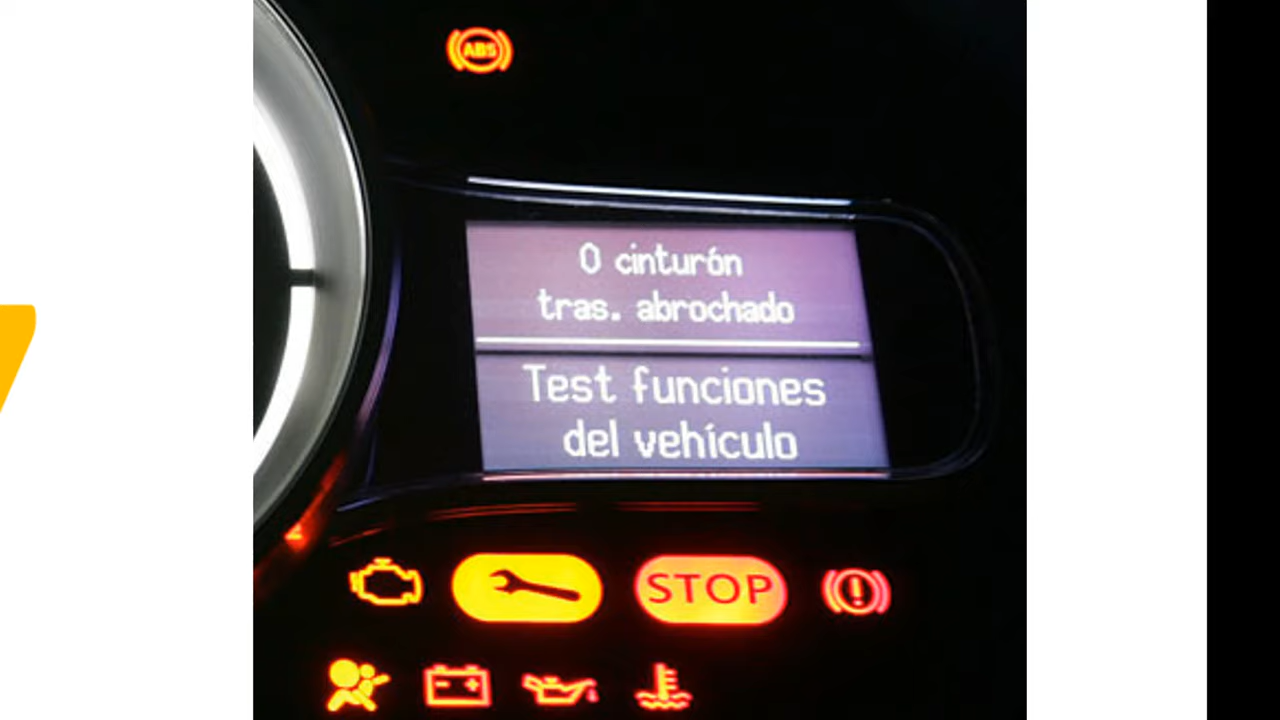 ABS
0 cinturón
tras. abrochado
Test funciones
del vehículo
STOP